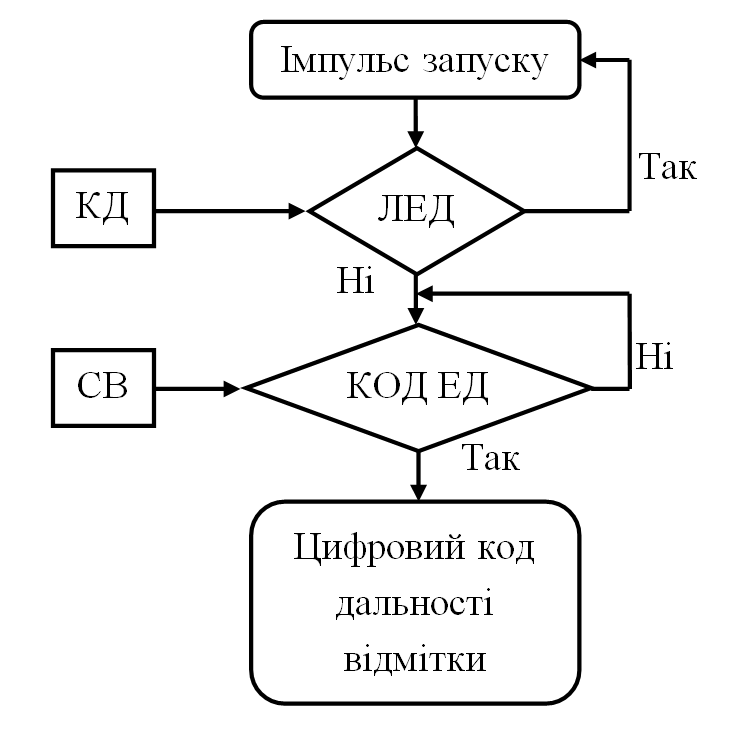 Імпульс запуску
Так
КД
ЛЕД
Ні
Ні
СВ
КОД ЕД
Так
Цифровий код
дальності
відмітки